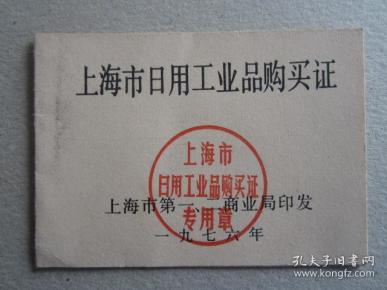 上海市日用工业品购买证
上海市
日用工业品购买证
专用章
上海市第一、二商业局印发
一九七六年
孔夫子旧书网
www.kongfz.com